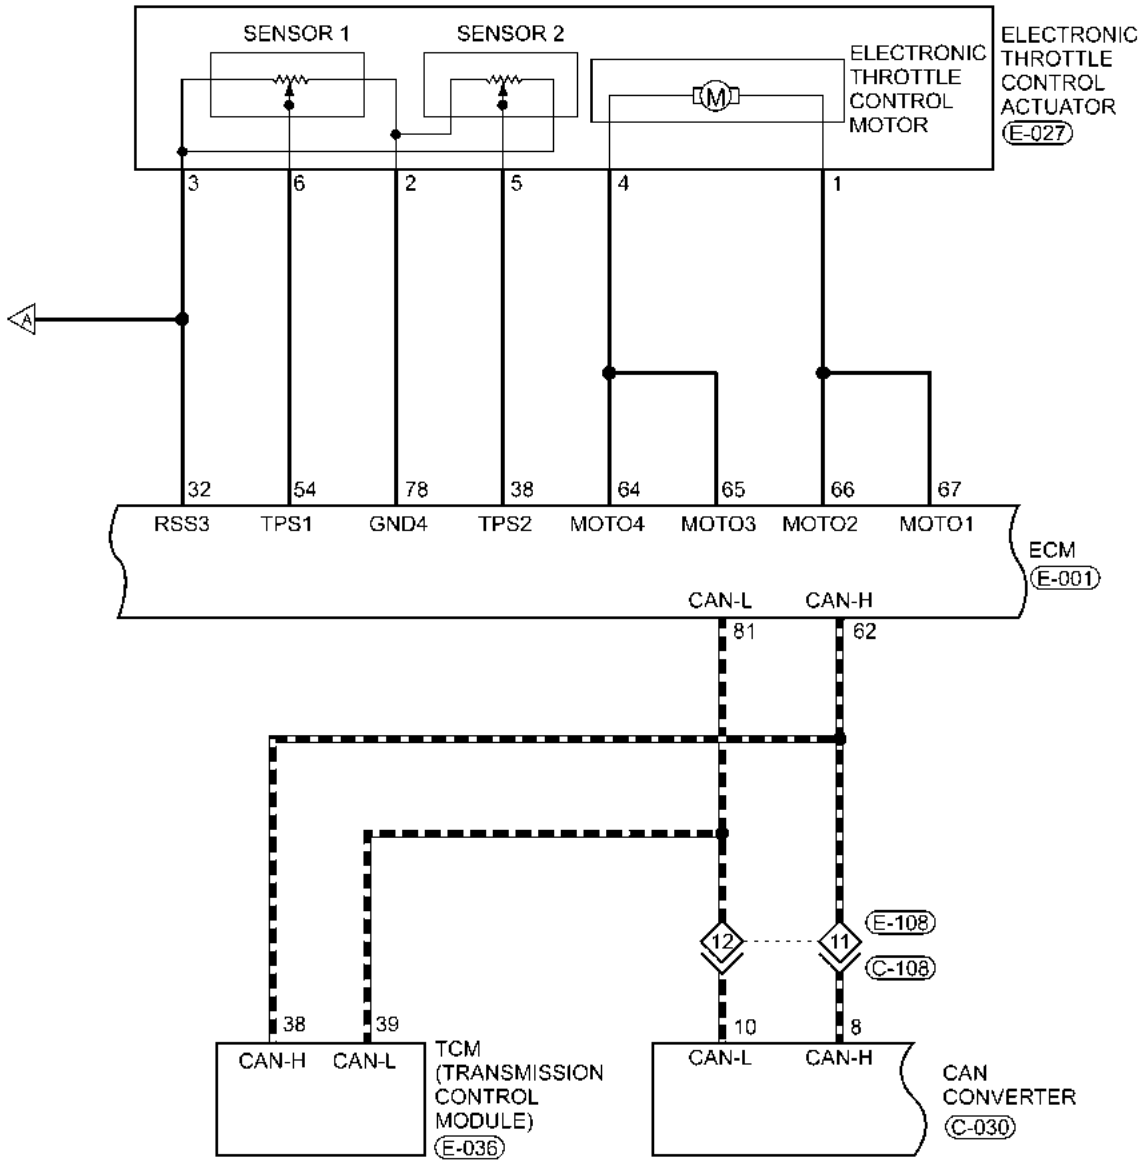 SENSOR 1
SENSOR 2
ELECTRONIC
THROTTLE
CONTROL
MOTOR
M
ELECTRONIC
THROTTLE
CONTROL
ACTUATOR
E-027
3
6
2
5
4
1
A
32
54
78
38
64
65
66
67
RSS3
TPS1
GND4
TPS2
MOTO4
MOTO3
MOTO2
MOTO1
ECM
E-001
CAN-L
CAN-H
81
62
12
11
E-108
C-108
38
39
10
8
CAN-H
CAN-L
TCM
(TRANSMISSION
CONTROL
MODULE)
E-036
CAN-L
CAN-H
CAN
CONVERTER
C-030